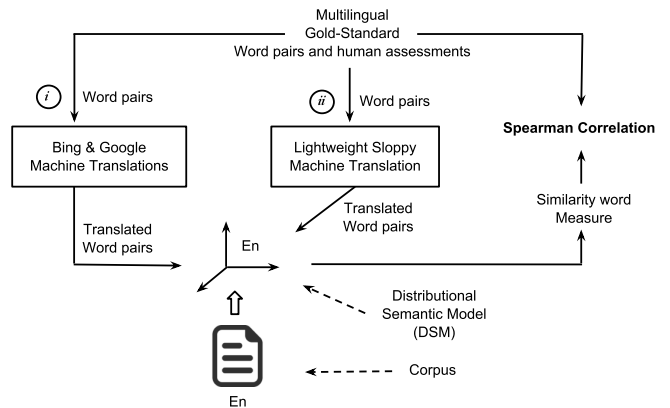 Multilingual
Gold-Standard
Word pairs and human assessments
i
Word pairs
ii
Word pairs
Bing & Google
Machine Translations
Lightweight Sloppy
Machine Translation
Spearman Correlation
Translated
Word pairs
Translated
Word pairs
Similarity word
Measure
En
Distributional
Semantic Model
(DSM)
Corpus
En